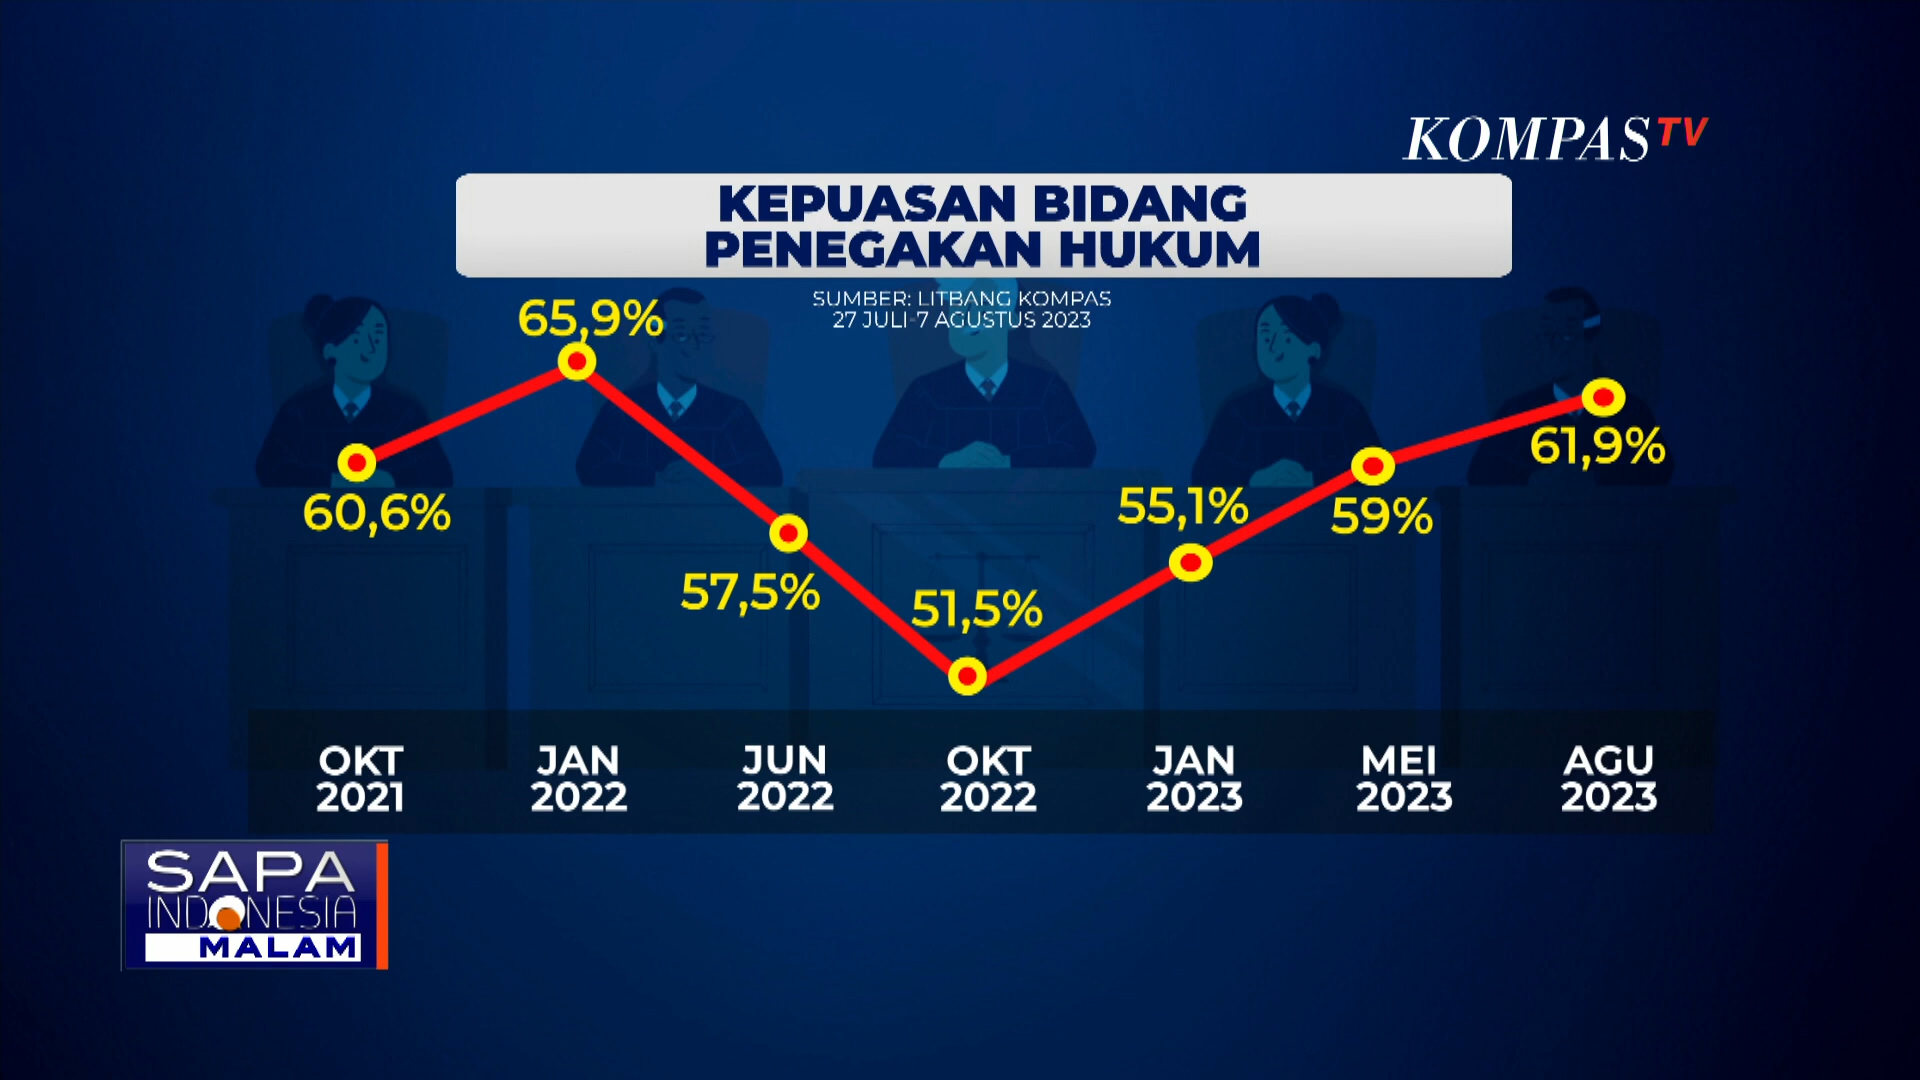 KOMPAS TV
KEPUASAN BIDANG
PENEGAKAN HUKUM
SUMBER: LITBANG KOMPAS
27 JULI-7 AGUSTUS 2023
65,9%
60,6%
57,5%
51,5%
55,1%
59%
61,9%
OKT
2021
JAN
2022
JUN
2022
OKT
2022
JAN
2023
MEI
2023
AGU
2023
SAPA
INDONESIA
MALAM